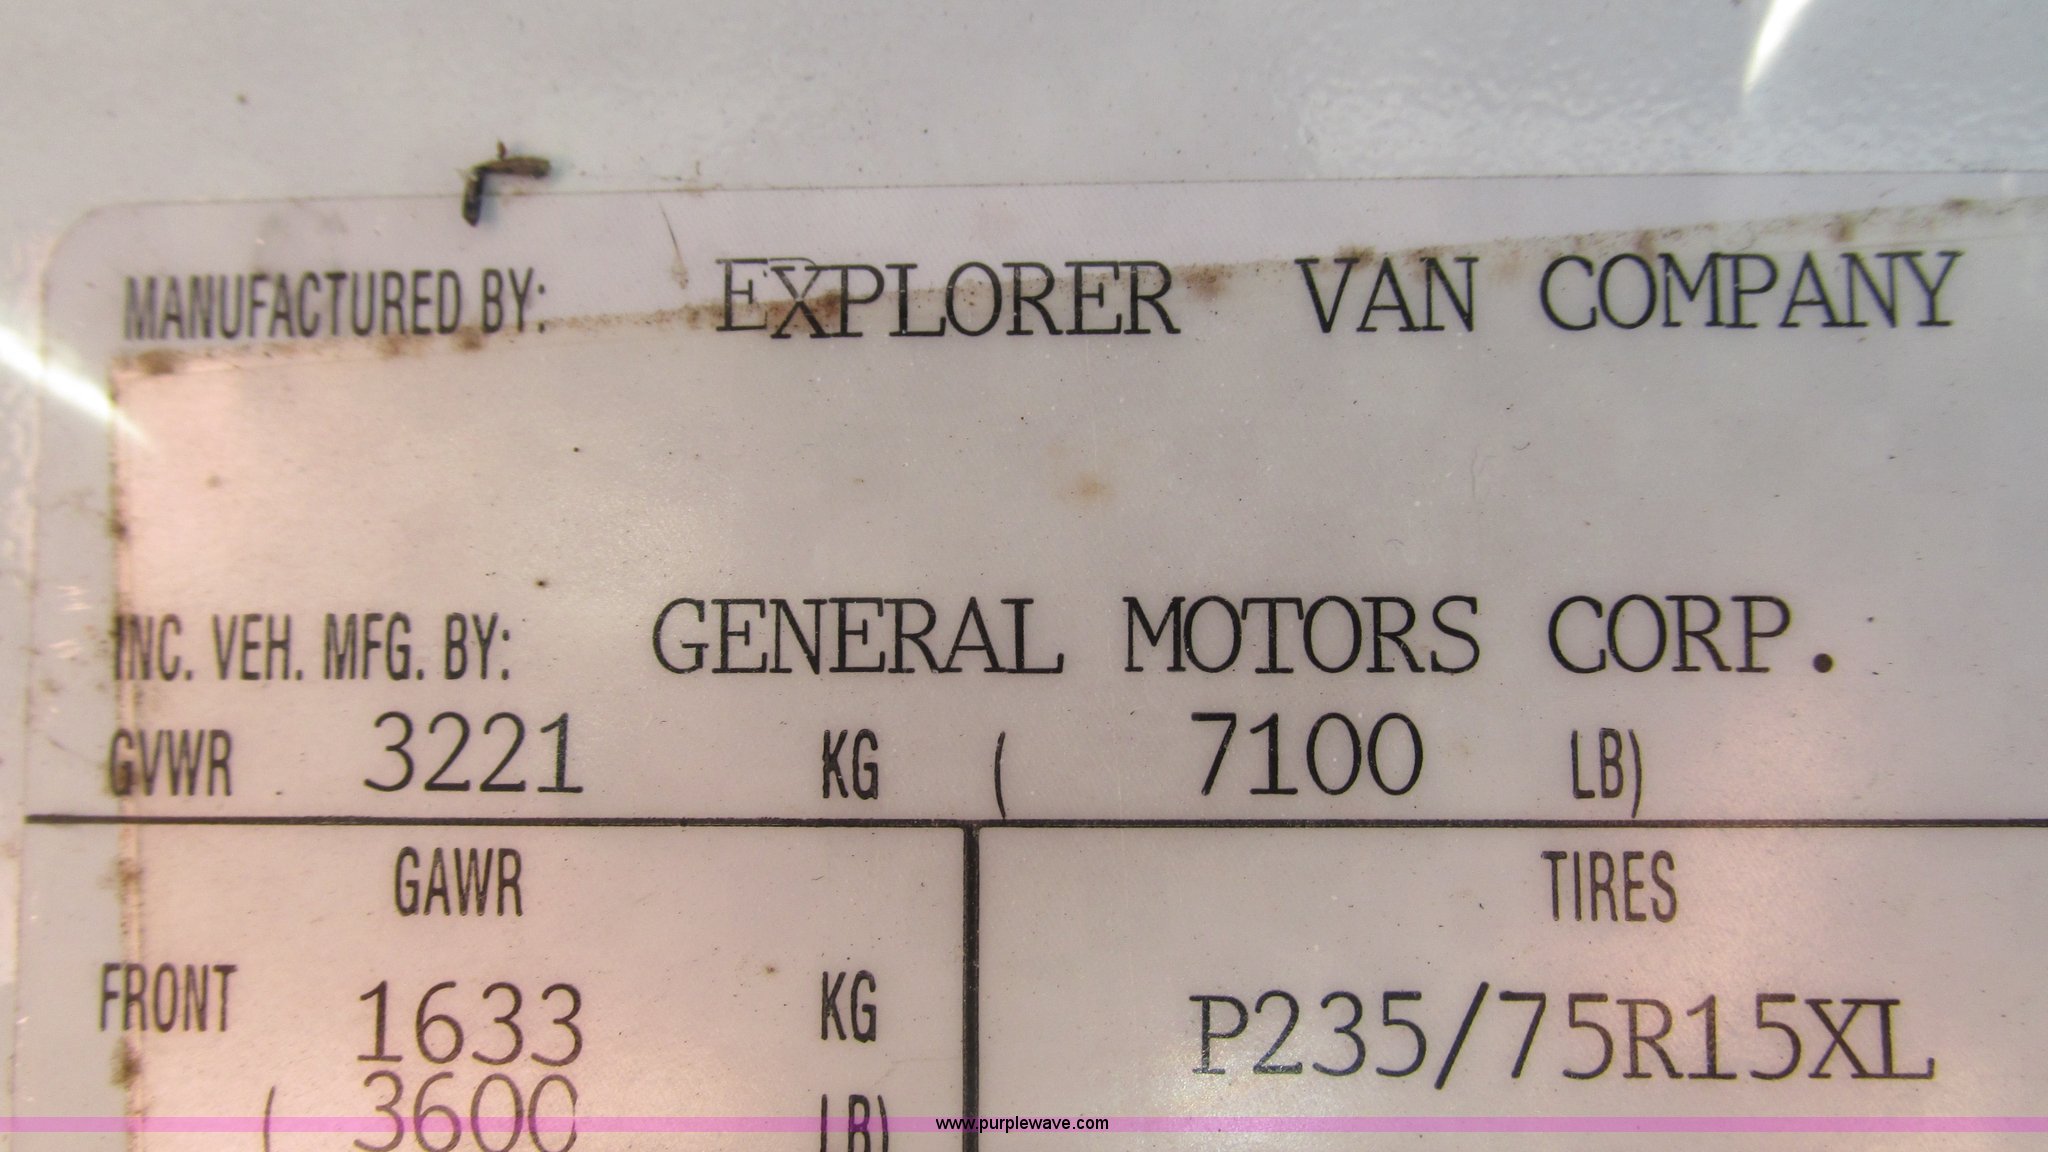 MANUFACTURED BY: EXPLORER VAN COMPANY
INC. VEH. MFG. BY: GENERAL MOTORS CORP.
GVWR 3221 KG ( 7100 LB)
GAWR TIRES
FRONT 1633 KG P235/75R15XL
( 3600 LB)
www.purplewave.com